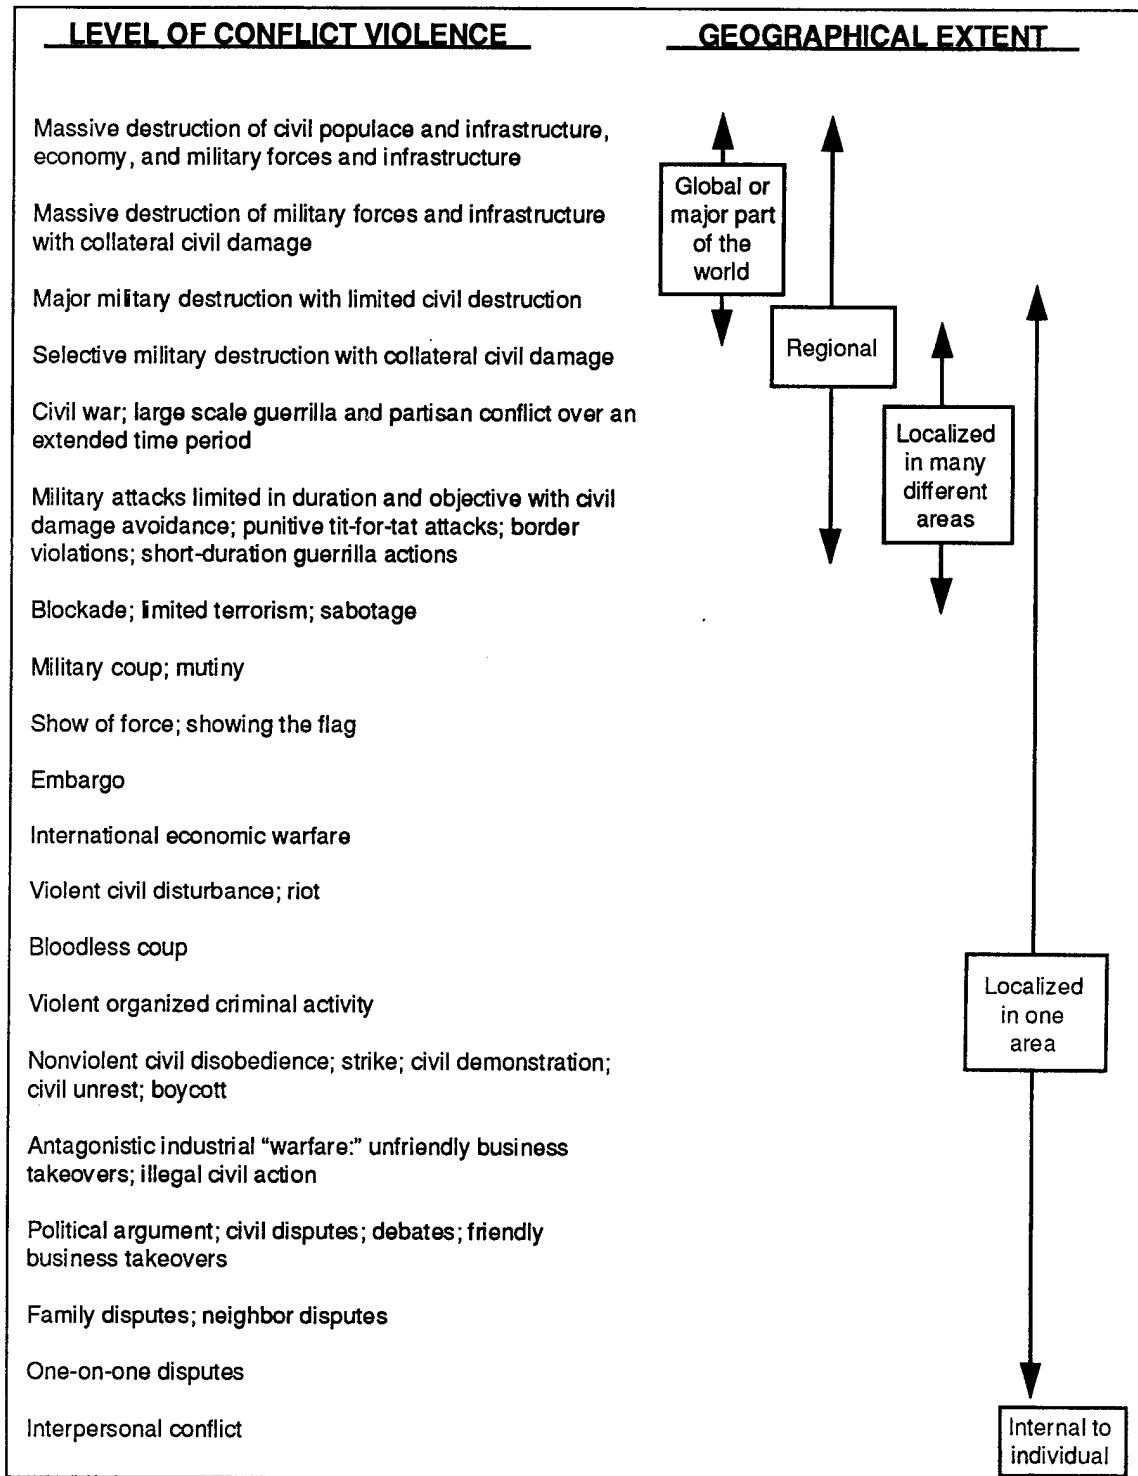 LEVEL OF CONFLICT VIOLENCE
GEOGRAPHICAL EXTENT
Massive destruction of civil populace and infrastructure,
economy, and military forces and infrastructure
Massive destruction of military forces and infrastructure
with collateral civil damage
Major military destruction with limited civil destruction
Selective military destruction with collateral civil damage
Civil war; large scale guerrilla and partisan conflict over an
extended time period
Military attacks limited in duration and objective with civil
damage avoidance; punitive tit-for-tat attacks; border
violations; short-duration guerrilla actions
Blockade; limited terrorism; sabotage
Military coup; mutiny
Show of force; showing the flag
Embargo
International economic warfare
Violent civil disturbance; riot
Bloodless coup
Violent organized criminal activity
Nonviolent civil disobedience; strike; civil demonstration;
civil unrest; boycott
Antagonistic industrial “warfare:” unfriendly business
takeovers; illegal civil action
Political argument; civil disputes; debates; friendly
business takeovers
Family disputes; neighbor disputes
One-on-one disputes
Interpersonal conflict
Global or
major part
of the
world
Regional
Localized
in many
different
areas
Localized
in one
area
Internal to
individual